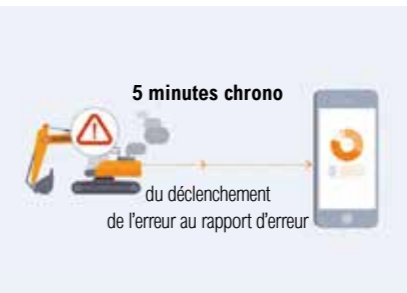 5 minutes chrono
du déclenchement
de l'erreur au rapport d'erreur